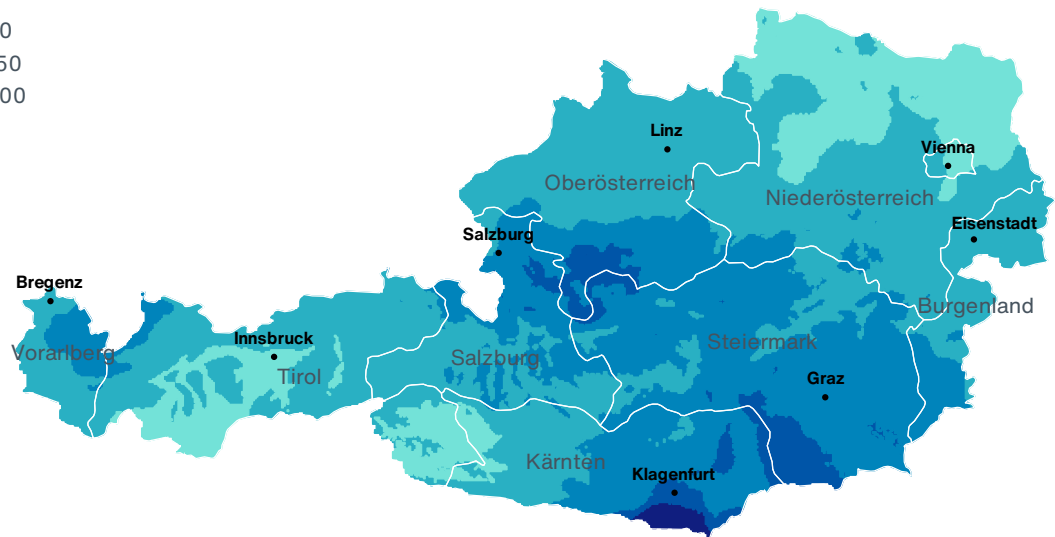 0
50
00
Linz
Vienna
Oberösterreich
Niederösterreich
Salzburg
Eisenstadt
Bregenz
Burgenland
Innsbruck
Vorarlberg
Salzburg
Steiermark
Tirol
Graz
Kärnten
Klagenfurt